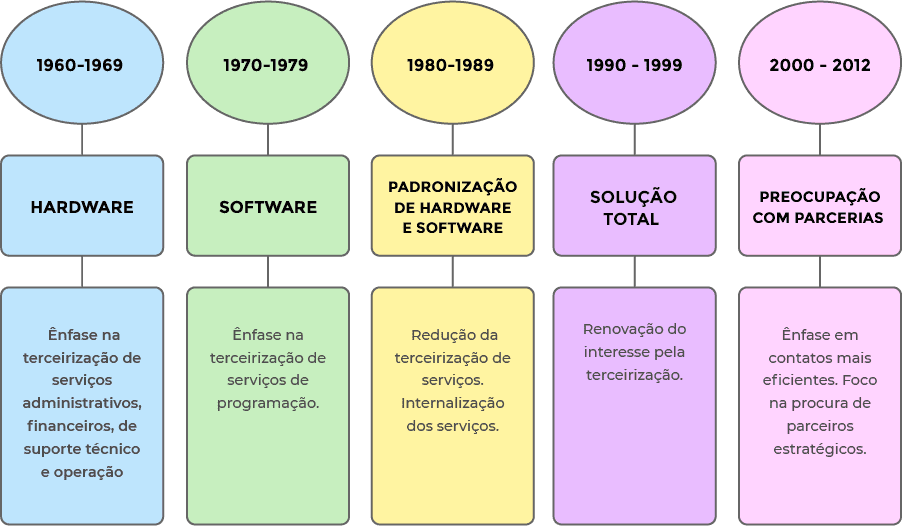 1960-1969
1970-1979
1980-1989
1990 - 1999
2000 - 2012
HARDWARE
SOFTWARE
PADRONIZAÇÃO
DE HARDWARE
E SOFTWARE
SOLUÇÃO
TOTAL
PREOCUPAÇÃO
COM PARCERIAS
Ênfase na
terceirização de
serviços
administrativos,
financeiros, de
suporte técnico
e operação
Ênfase na
terceirização de
serviços de
programação.
Redução da
terceirização de
serviços.
Internalização
dos serviços.
Renovação do
interesse pela
terceirização.
Ênfase em
contatos mais
eficientes. Foco
na procura de
parceiros
estratégicos.